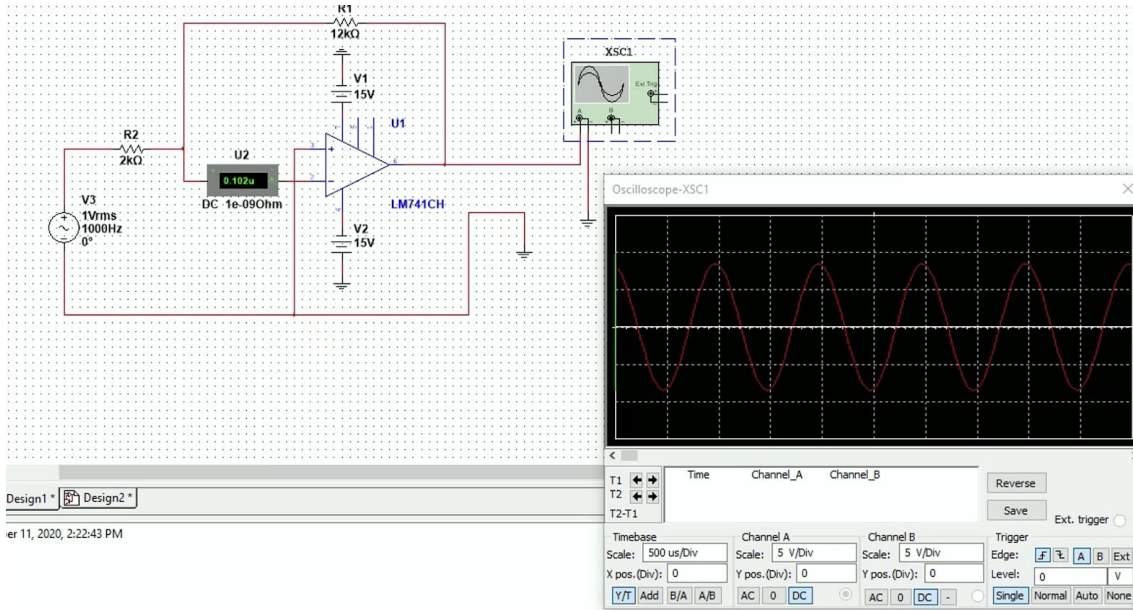 R1
12kΩ
XSC1
Ext Trig
A
B
V1
15V
U1
R2
2kΩ
U2
0.102u
DC 1e-09Ohm
3
2
6
LM741CH
V3
1Vrms
1000Hz
0°
V2
15V
Oscilloscope-XSC1
T1
T2
T2-T1
Time Channel_A Channel_B
Reverse
Save
Ext. trigger
Design1 * Design2 *
er 11, 2020, 2:22:43 PM
Timebase Channel A Channel B Trigger
Scale: 500 us/Div Scale: 5 V/Div Scale: 5 V/Div Edge: A B Ext
X pos.(Div): 0 Y pos.(Div): 0 Y pos.(Div): 0 Level: 0 V
Y/T Add B/A A/B AC 0 DC AC 0 DC - Single Normal Auto None